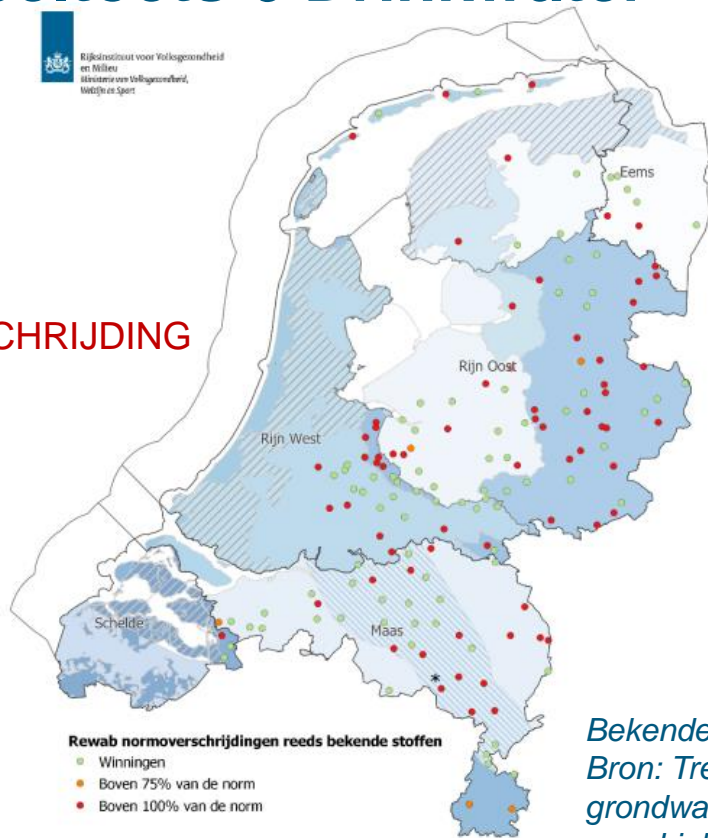 Drinkwater
Rijksinstituut voor Volksgezondheid
en Milieu
Ministerie van Volksgezondheid,
Welzijn en Sport
Eems
CHRIJDING
Rijn Oost
Rijn West
Schelde
Maas
*
Rewab normoverschrijdingen reeds bekende stoffen
Winningen
Boven 75% van de norm
Boven 100% van de norm
Bekende
Bron: Tre
grondwa